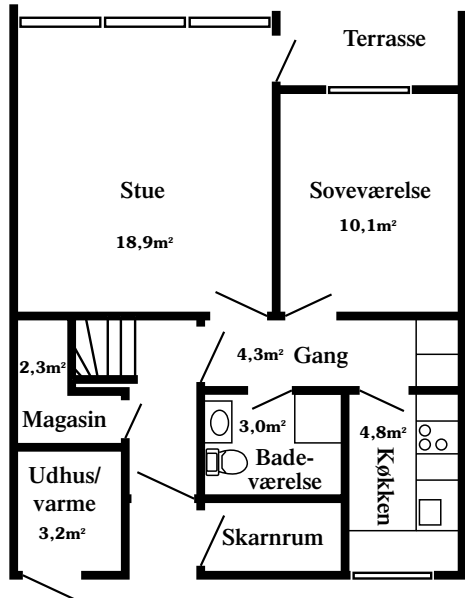 Terrasse
Stue
18,9m²
Soveværelse
10,1m²
4,3m² Gang
2,3m²
Magasin
3,0m²
Bade-
værelse
4,8m²
Køkken
Udhus/
varme
3,2m²
Skarnrum